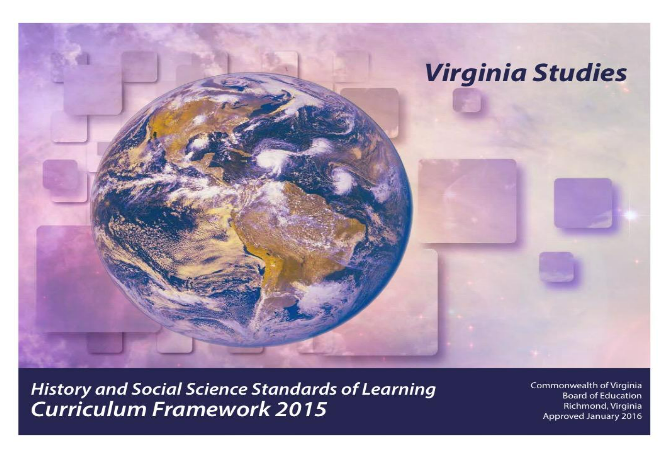 Virginia Studies
History and Social Science Standards of Learning
Curriculum Framework 2015
Commonwealth of Virginia
Board of Education
Richmond, Virginia
Approved January 2016